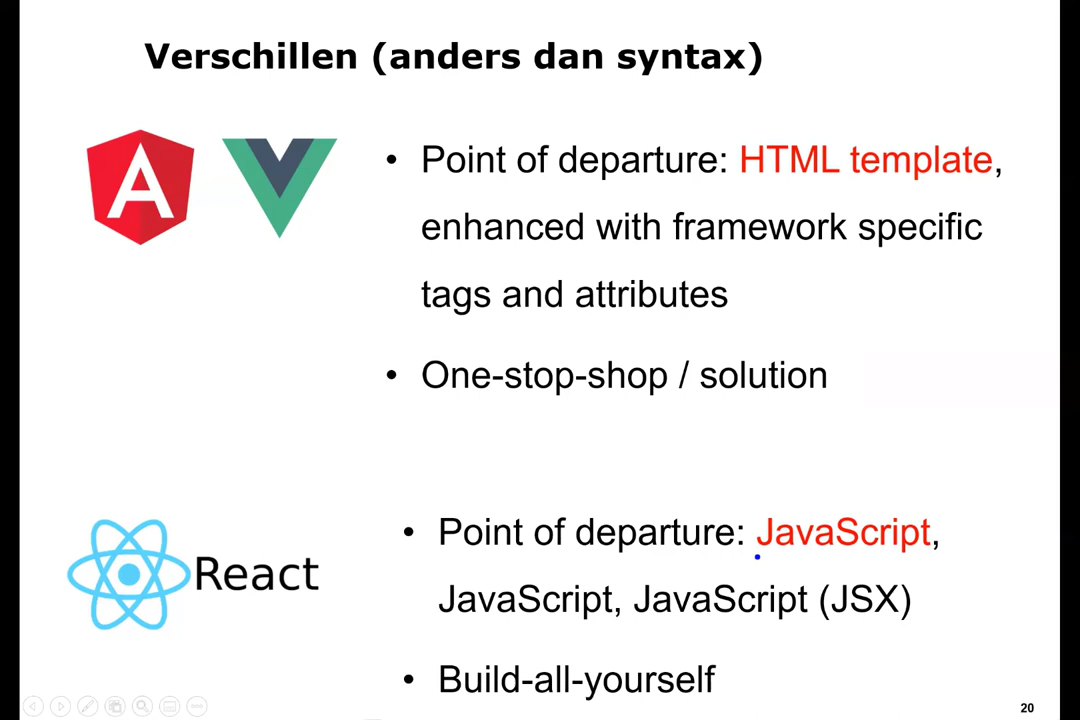 Verschillen (anders dan syntax)
A
• Point of departure: HTML template,
enhanced with framework specific
tags and attributes
• One-stop-shop / solution
React
• Point of departure: JavaScript,
JavaScript, JavaScript (JSX)
• Build-all-yourself
20